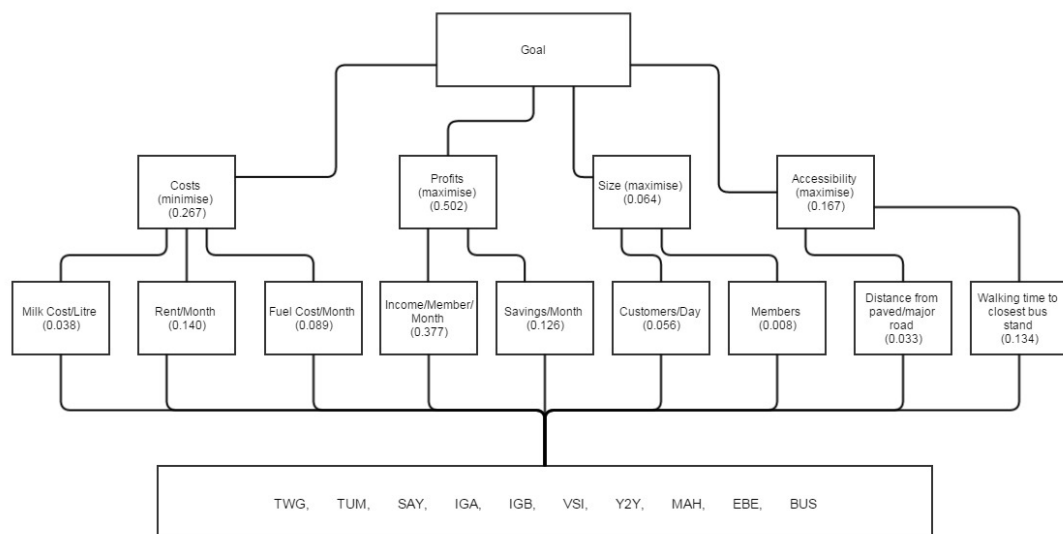 Goal
Costs
(minimise)
(0.267)
Profits
(maximise)
(0.502)
Size (maximise)
(0.064)
Accessibility
(maximise)
(0.167)
Milk Cost/Litre
(0.038)
Rent/Month
(0.140)
Fuel Cost/Month
(0.089)
Income/Member/
Month
(0.377)
Savings/Month
(0.126)
Customers/Day
(0.056)
Members
(0.008)
Distance from
paved/major
road
(0.033)
Walking time to
closest bus
stand
(0.134)
TWG, TUM, SAY, IGA, IGB, VSI, Y2Y, MAH, EBE, BUS